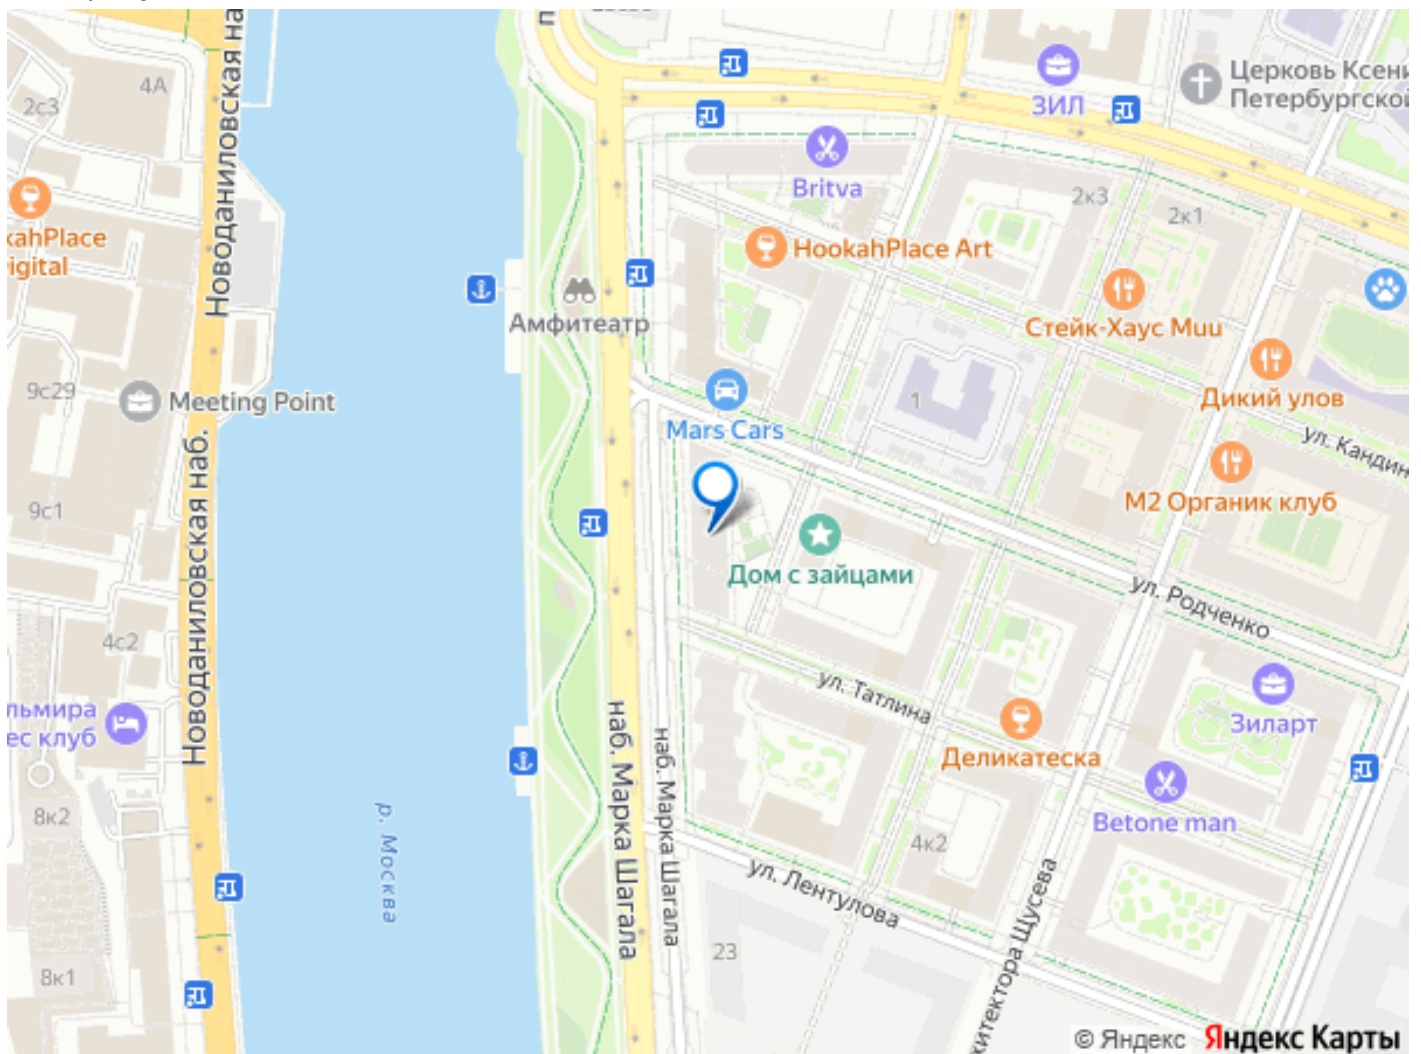 Новоданиловская на
4А
2с3
kahPlace
igital
9с29
Meeting Point
9с1
Новоданиловская наб.
4с2
льмира
ес клуб
8к2
8к1
р. Москва
Амфитеатр
ЗИЛ
Церковь Ксени
Петербургской
Britva
2к3
2к1
HookahPlace Art
Стейк-Хаус Muu
Дикий улов
Mars Cars
1
ул. Кандин
М2 Органик клуб
Дом с зайцами
ул. Родченко
ул. Татлина
Зиларт
Деликатеска
наб. Марка Шагала
наб. Марка Шагала
Betone man
4к2
ул. Лентулова
23
хитектора Щусева
© Яндекс Яндекс Карты